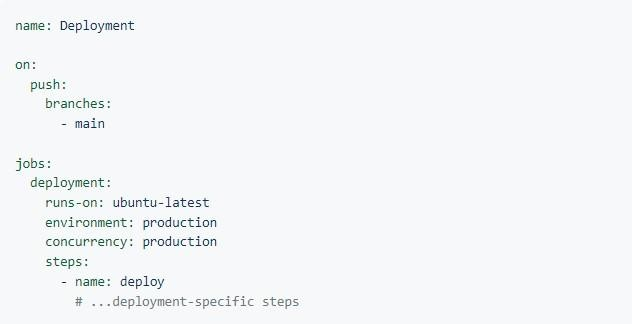 name: Deployment
on:
  push:
    branches:
      - main
jobs:
  deployment:
    runs-on: ubuntu-latest
    environment: production
    concurrency: production
    steps:
      - name: deploy
        # ...deployment-specific steps